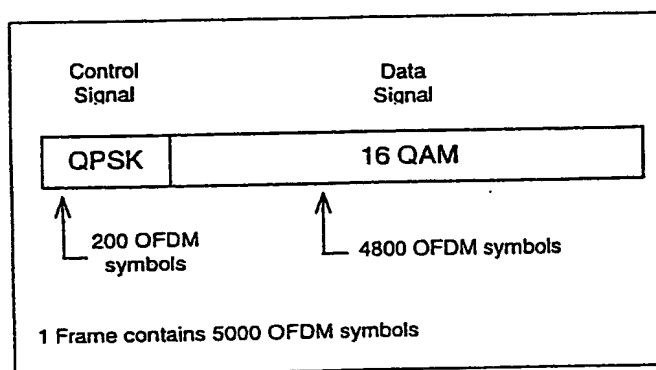 Control
Signal
Data
Signal
QPSK
16 QAM
200 OFDM
symbols
4800 OFDM symbols
1 Frame contains 5000 OFDM symbols